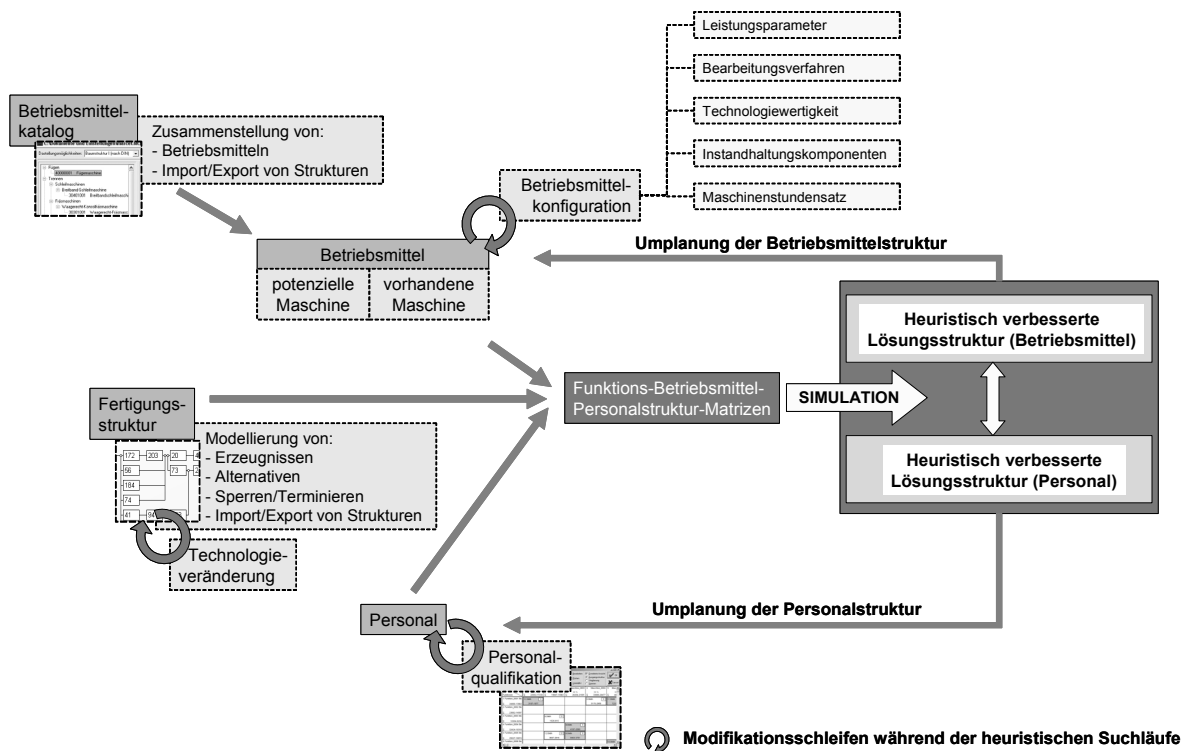 Leistungsparameter
Bearbeitungsverfahren
Technologiewertigkeit
Instandhaltungskomponenten
Maschinenstundensatz
Betriebsmittel-
katalog
Zusammenstellung von:
- Betriebsmitteln
- Import/Export von Strukturen
Fügen
Trennen
Schleifmaschinen
Betriebsmittel-
konfiguration
Umplanung der Betriebsmittelstruktur
Betriebsmittel
potenzielle
Maschine
vorhandene
Maschine
Heuristisch verbesserte
Lösungsstruktur (Betriebsmittel)
Funktions-Betriebsmittel-
Personalstruktur-Matrizen
SIMULATION
Heuristisch verbesserte
Lösungsstruktur (Personal)
Fertigungs-
struktur
Modellierung von:
- Erzeugnissen
- Alternativen
- Sperren/Terminieren
- Import/Export von Strukturen
172 203 20
56 73
184
74
41
Technologie-
veränderung
Umplanung der Personalstruktur
Personal
Personal-
qualifikation
Modifikationsschleifen während der heuristischen Suchläufe